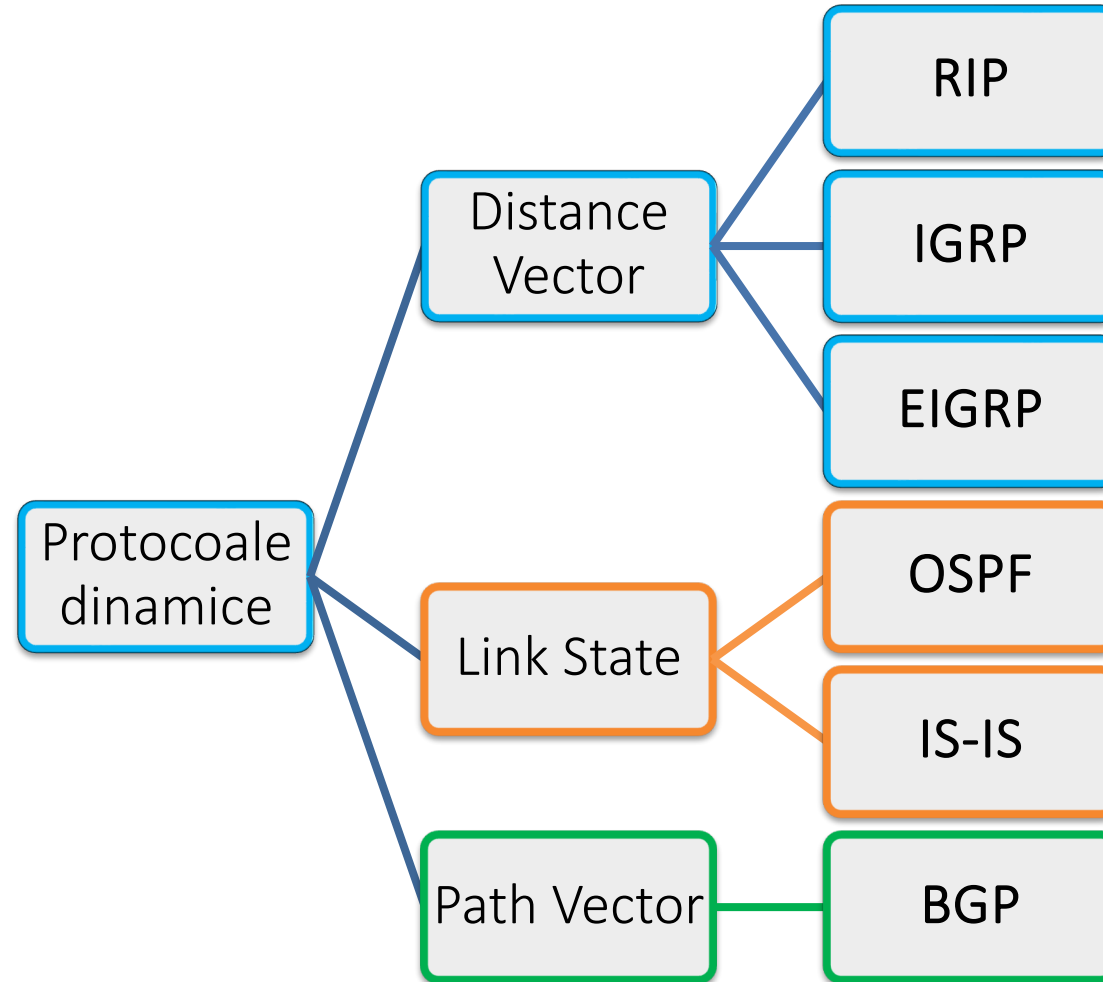 Protocoale
dinamice
Distance
Vector
RIP
IGRP
EIGRP
Link State
OSPF
IS-IS
Path Vector
BGP